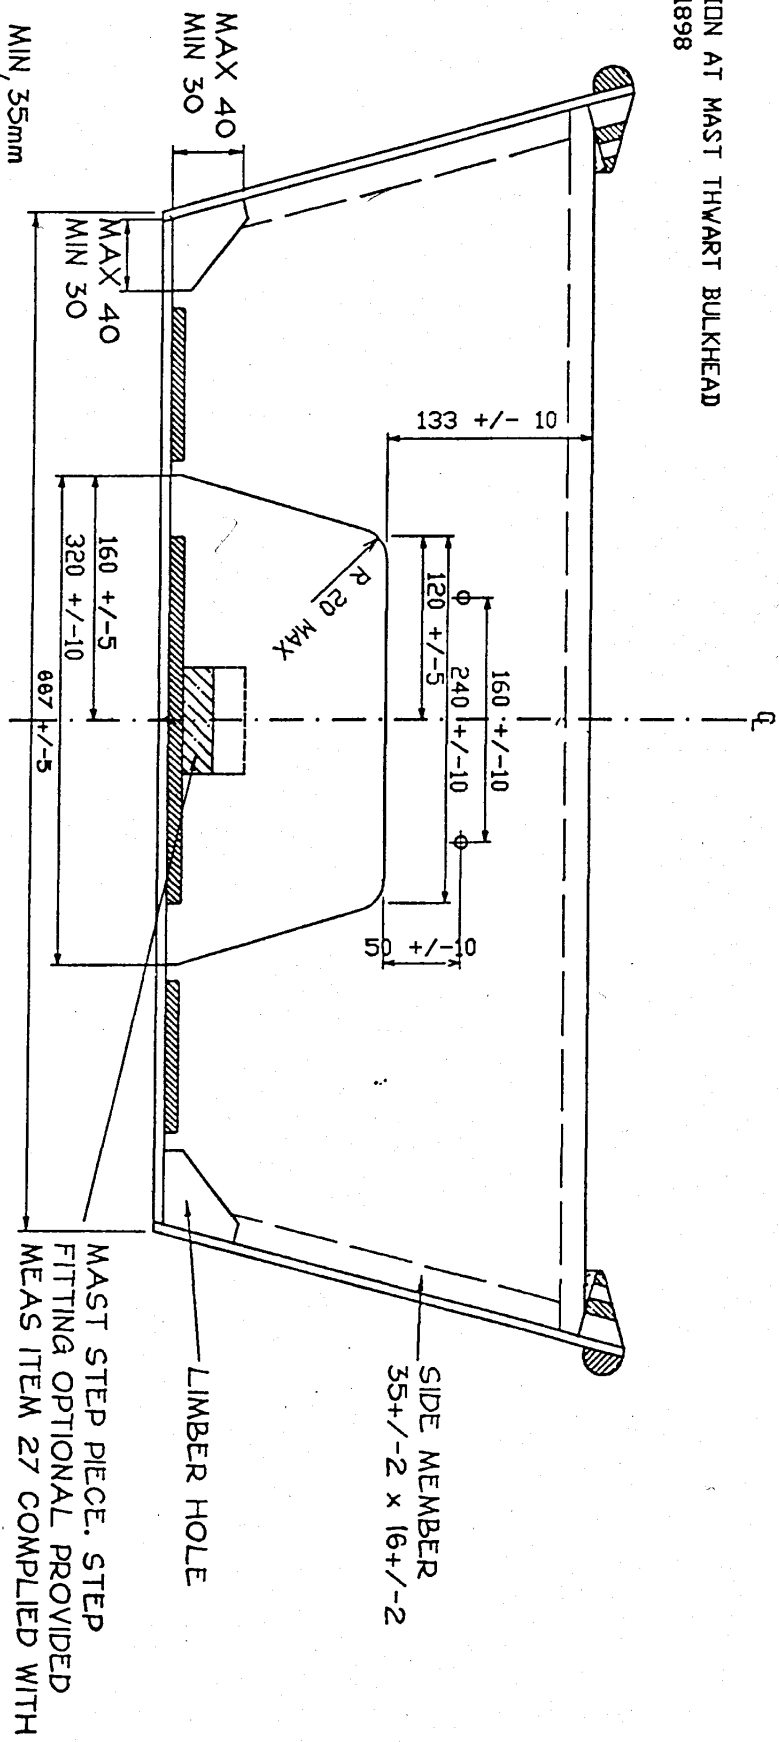 ION AT MAST THWART BULKHEAD
1898
MAX 40
MIN 30
MIN 35mm
MAX 40
MIN 30
133 +/- 10
160 +/-10
240 +/-10
120 +/-5
50 +/-10
R 20 MAX
160 +/-5
320 +/-10
667 +/-5
℄
SIDE MEMBER
35+/-2 x 16+/-2
LIMBER HOLE
MAST STEP PIECE. STEP
FITTING OPTIONAL PROVIDED
MEAS ITEM 27 COMPLIED WITH